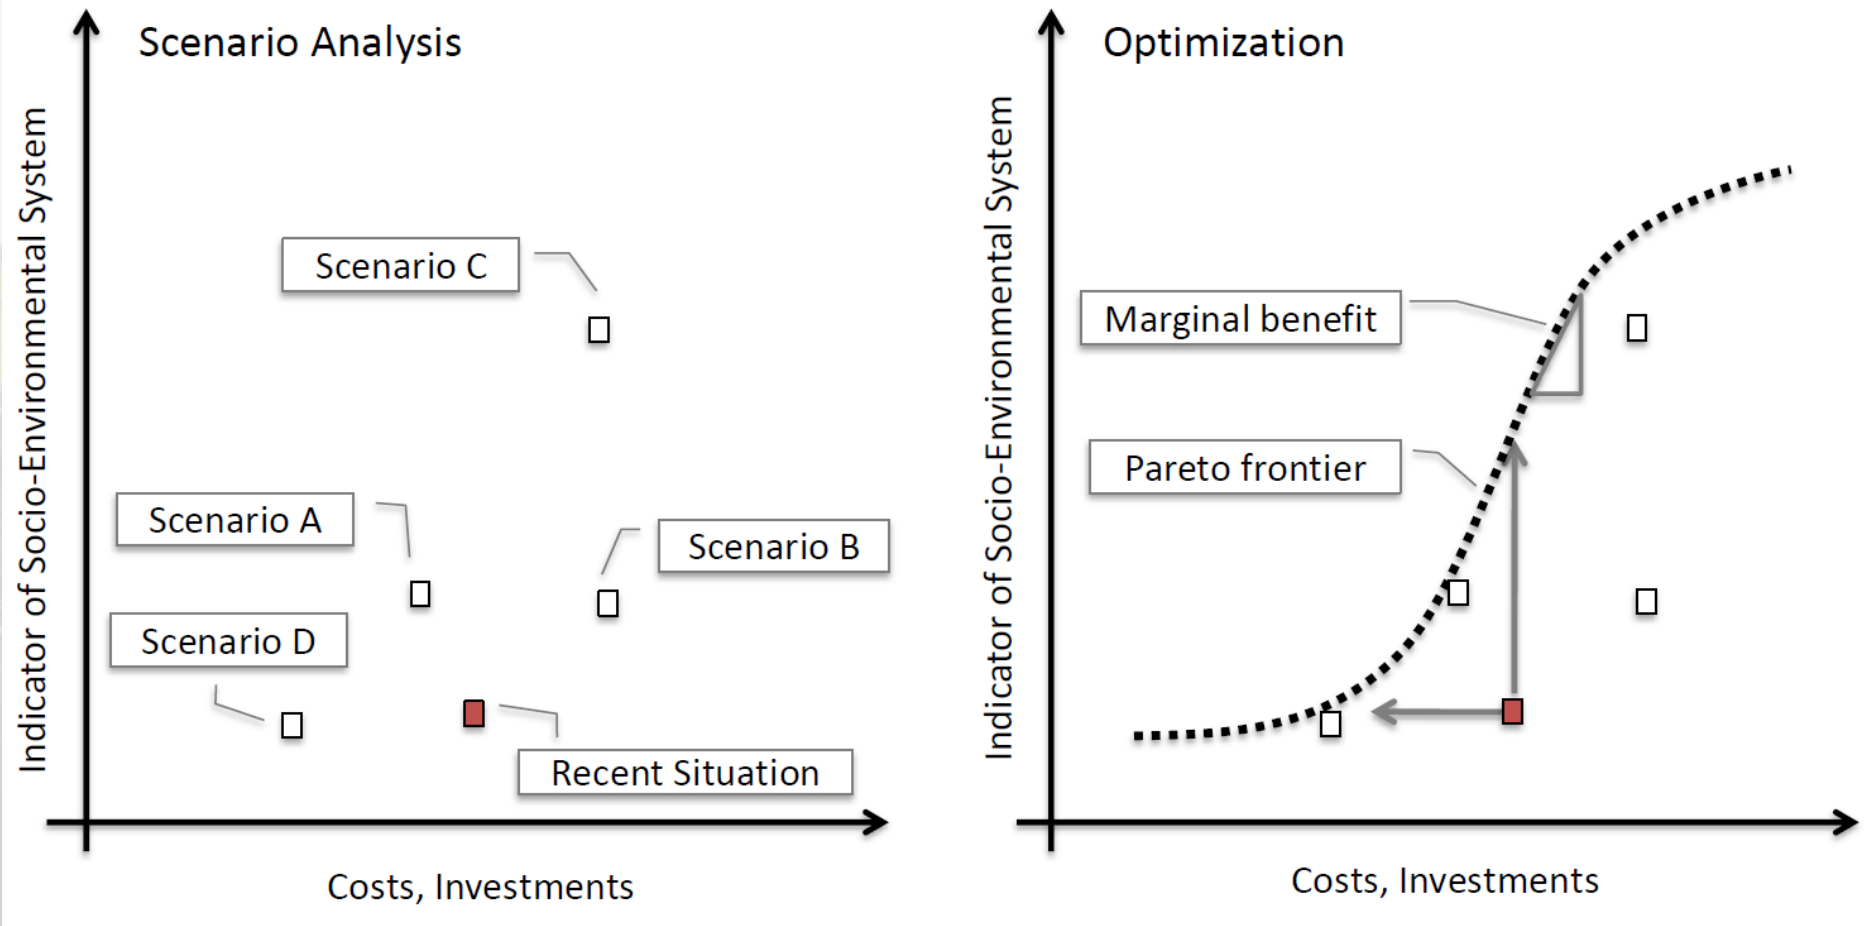 Scenario Analysis
Indicator of Socio-Environmental System
Scenario C
Scenario A
Scenario B
Scenario D
Recent Situation
Costs, Investments
Optimization
Indicator of Socio-Environmental System
Marginal benefit
Pareto frontier
Costs, Investments